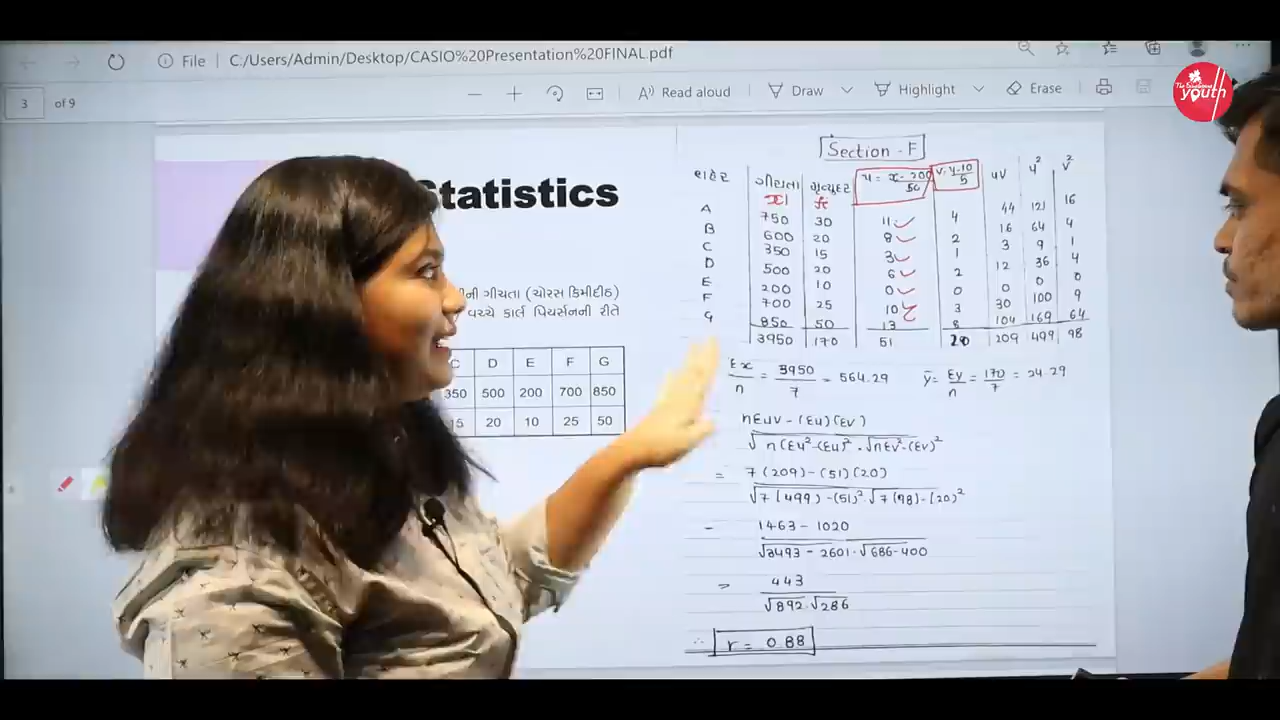 File C:/Users/Admin/Desktop/CASIO%20Presentation%20FINAL.pdf
3 of 9
Read aloud Draw Highlight Erase
The Educational youth
Statistics
ની ગીચતા (ચોરસ કિમીદીઠ)
વચ્ચે કાર્લ પિયર્સનની રીતે
C D E F G
350 500 200 700 850
15 20 10 25 50
Section - F
શહેર ગીચતા મૃત્યુદર u = x - 200 / 50 v = y - 10 / 5 uv u² v²
A 750 30 11 4 44 121 16
B 600 20 8 2 16 64 4
C 350 15 3 1 3 9 1
D 500 20 6 2 12 36 4
E 200 10 0 0 0 0 0
F 700 25 10 3 30 100 9
G 850 50 13 8 104 169 64
3950 170 51 20 209 499 98
Σx / n = 3950 / 7 = 564.29 ȳ = Σy / n = 170 / 7 = 24.29
nΣuv - (Σu)(Σv)
√n(Σu² - (Σu)² · √nΣv² - (Σv)²
= 7(209) - (51)(20)
√7(499) - (51)² · √7(98) - (20)²
- 1463 - 1020
√3493 - 2601 · √686 - 400
= 443
√892 · √286
∴ r = 0.88